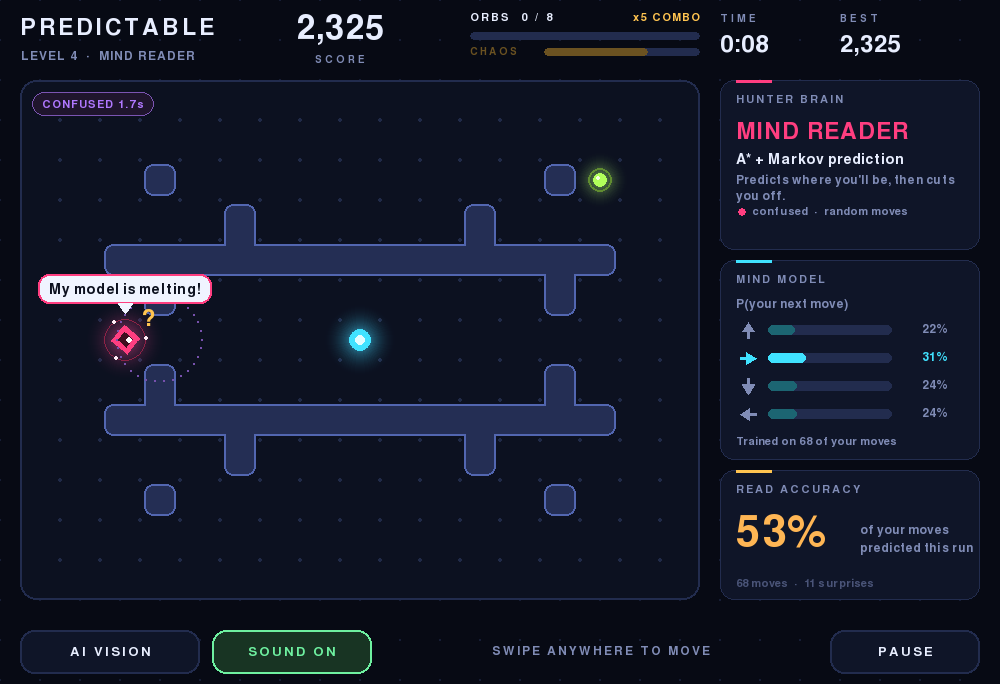 PREDICTABLE
LEVEL 4 · MIND READER
2,325
SCORE
ORBS 0 / 8
x5 COMBO
CHAOS
TIME
0:08
BEST
2,325
CONFUSED 1.7s
My model is melting!
?
HUNTER BRAIN
MIND READER
A* + Markov prediction
Predicts where you'll be, then cuts
you off.
confused · random moves
MIND MODEL
P(your next move)
22%
31%
24%
24%
Trained on 68 of your moves
READ ACCURACY
53%
of your moves
predicted this run
68 moves · 11 surprises
AI VISION
SOUND ON
SWIPE ANYWHERE TO MOVE
PAUSE